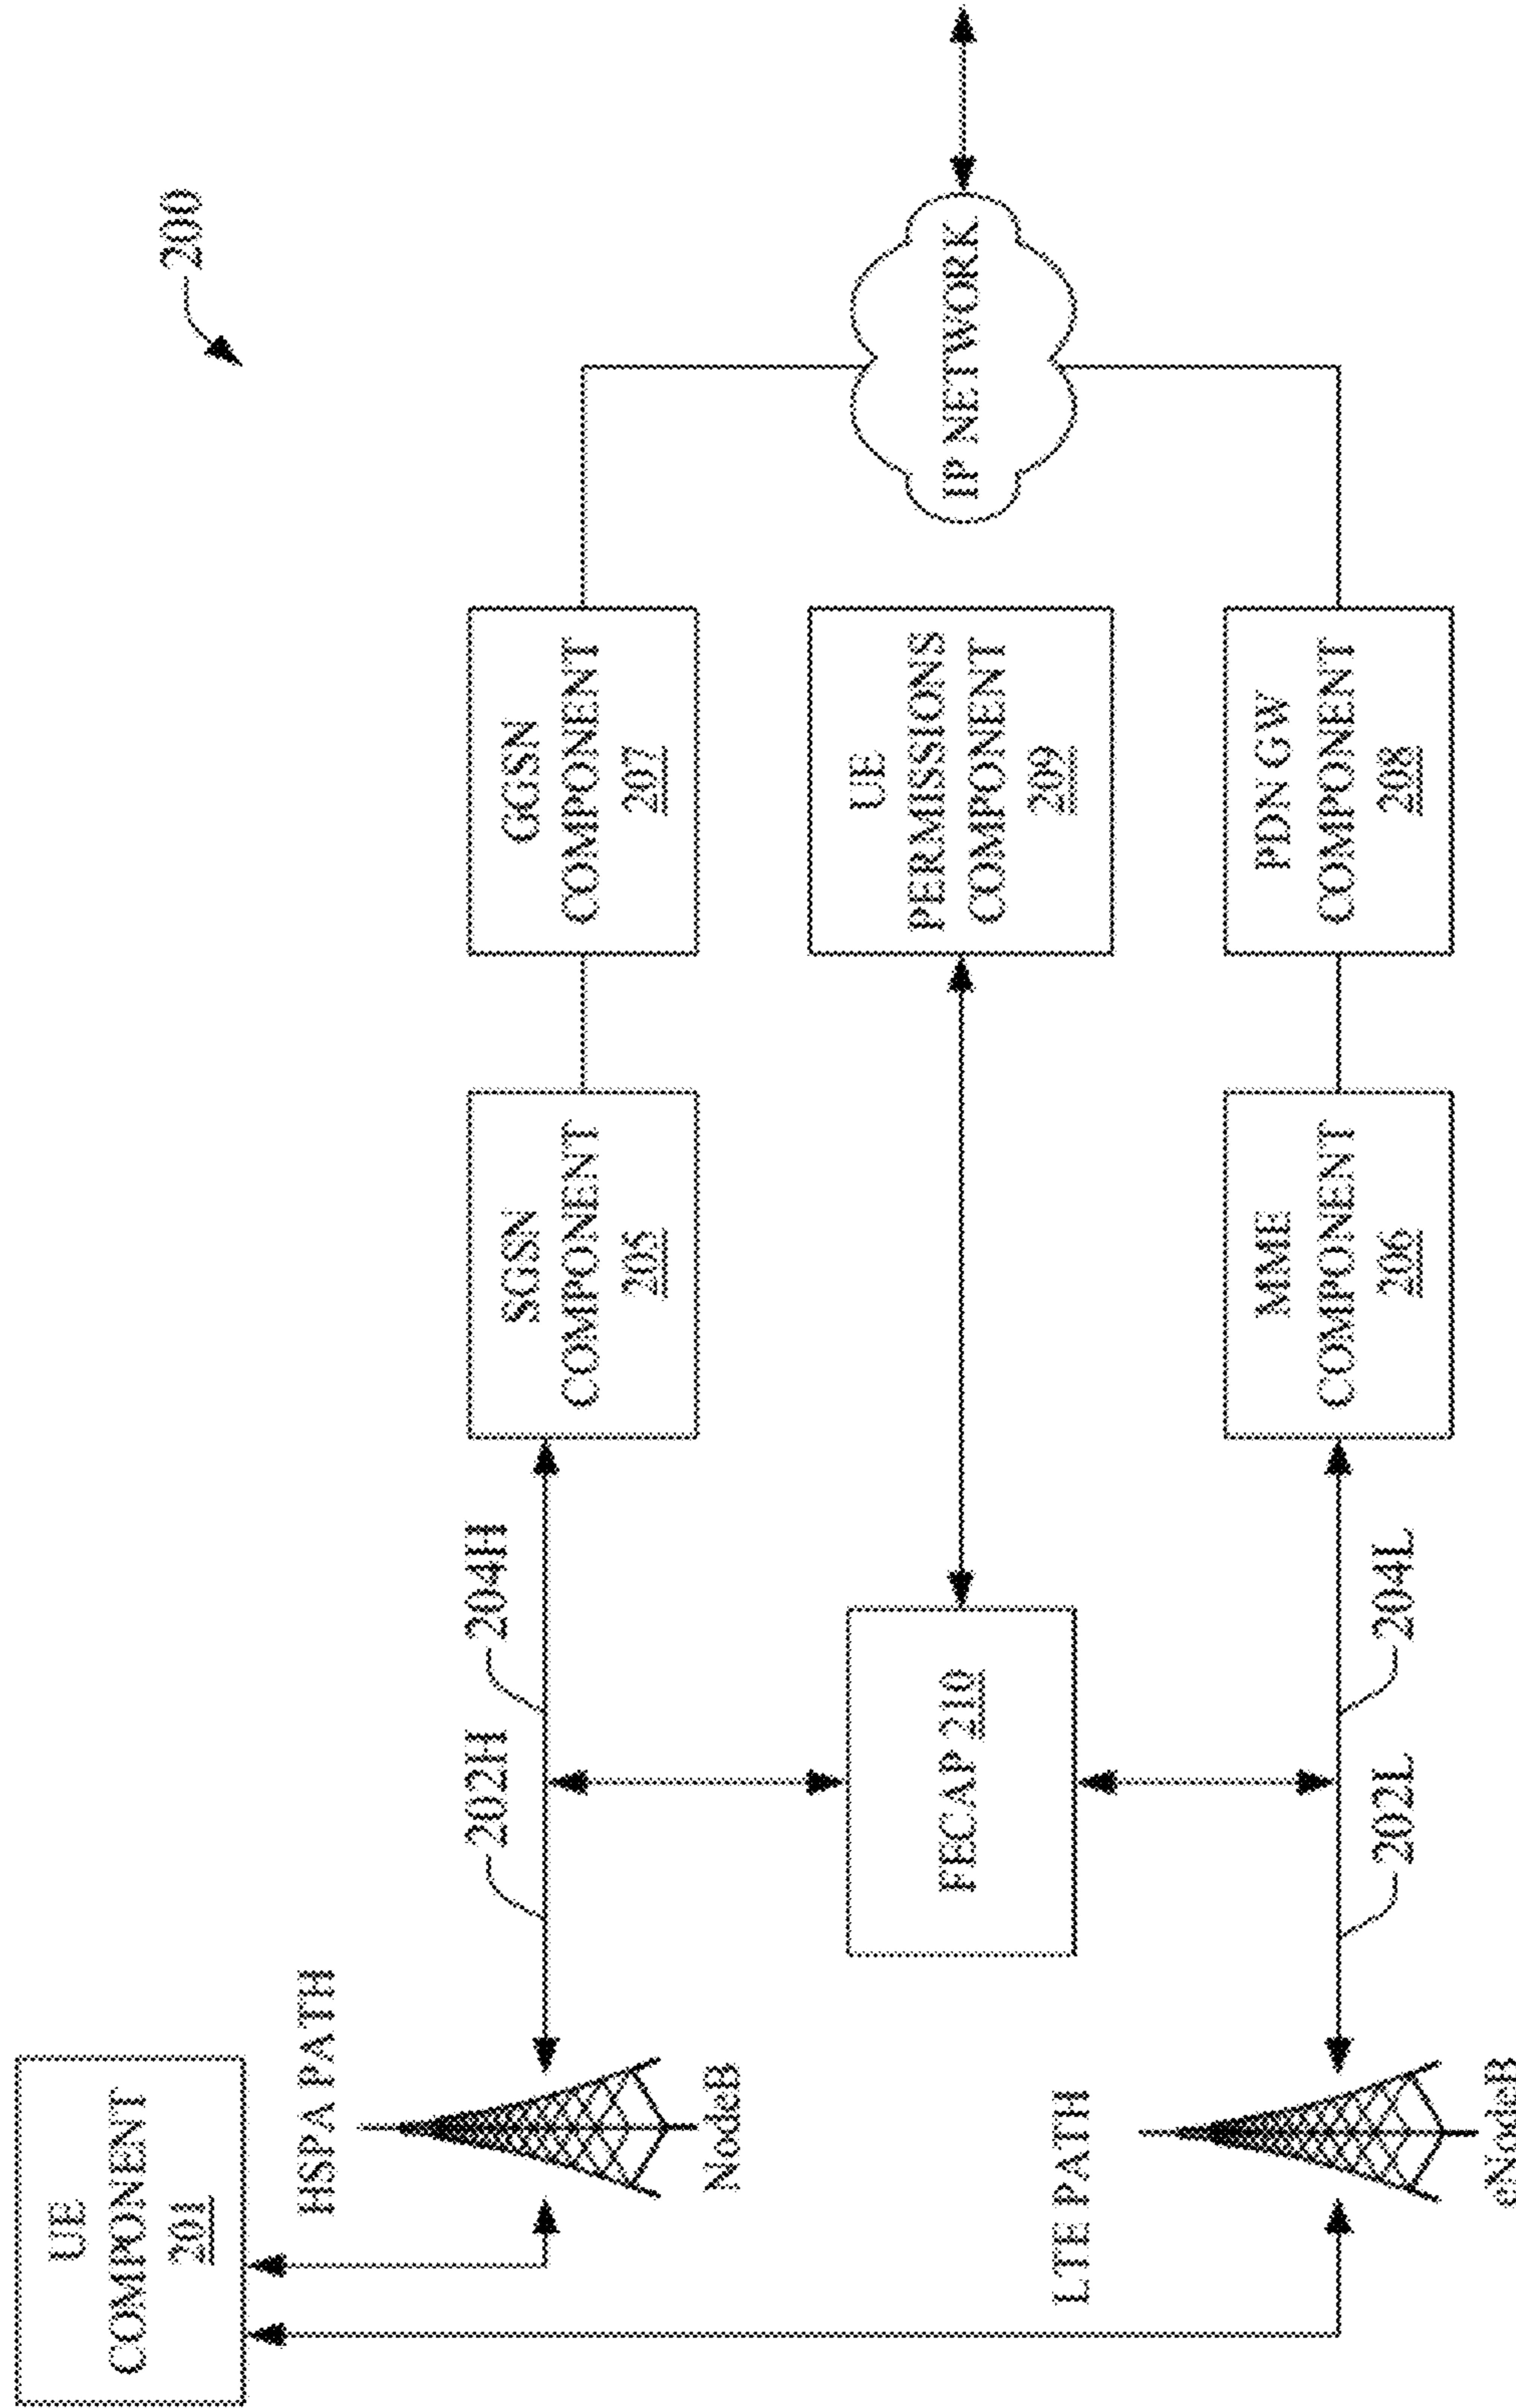 200
UE
COMPONENT
201
HSPA PATH
NodeB
202H
204H
SGSN
COMPONENT
205
GGSN
COMPONENT
207
FECAP 210
UE
PERMISSIONS
COMPONENT
209
IP NETWORK
LTE PATH
eNodeB
202L
204L
MME
COMPONENT
206
PDN GW
COMPONENT
208